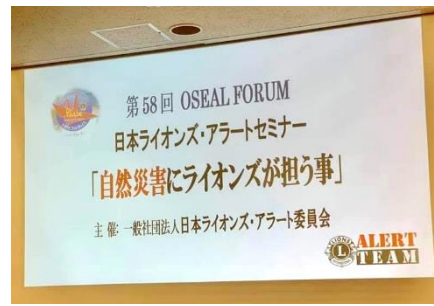 第58回 OSEAL FORUM
日本ライオンズ・アラートセミナー
「自然災害にライオンズが担う事」
主 催: 一般社団法人日本ライオンズ・アラート委員会
LIONS
L
ALERT
TEAM